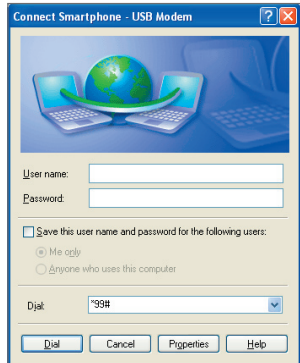 Connect Smartphone - USB Modem
User name:
Password:
Save this user name and password for the following users:
Me only
Anyone who uses this computer
Dial: *99#
Dial Cancel Properties Help